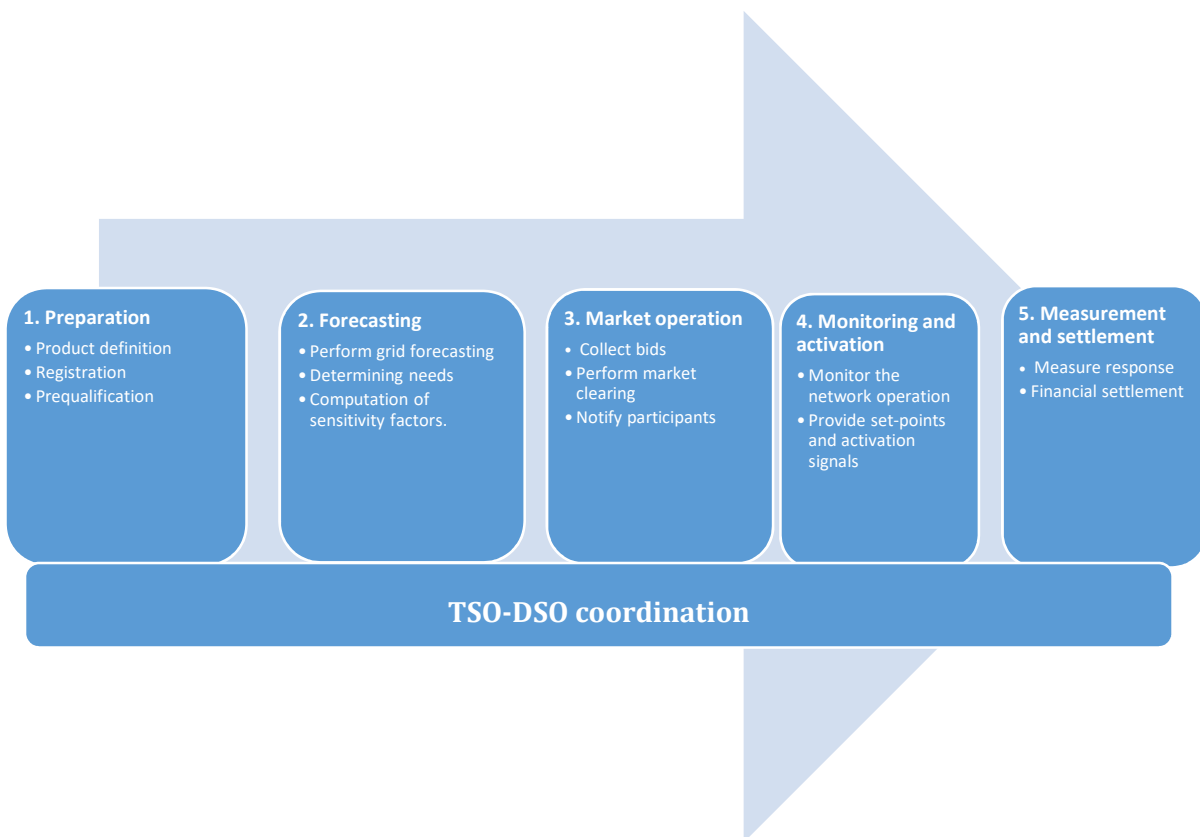 1. Preparation
• Product definition
• Registration
• Prequalification
2. Forecasting
• Perform grid forecasting
• Determining needs
• Computation of
sensitivity factors.
3. Market operation
• Collect bids
• Perform market
clearing
• Notify participants
4. Monitoring and
activation
• Monitor the
network operation
• Provide set-points
and activation
signals
5. Measurement
and settlement
• Measure response
• Financial settlement
TSO-DSO coordination